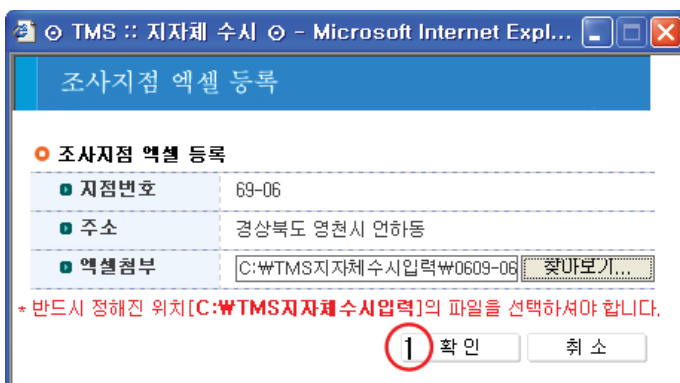 ⊙ TMS :: 지자체 수시 ⊙ - Microsoft Internet Expl...
조사지점 엑셀 등록
조사지점 엑셀 등록
지점번호 69-06
주소 경상북도 영천시 언하동
엑셀첨부 C:₩TMS지자체수시입력₩0609-06 찾아보기...
* 반드시 정해진 위치[C:₩TMS지자체수시입력]의 파일을 선택하셔야 합니다.
1 확인 취소